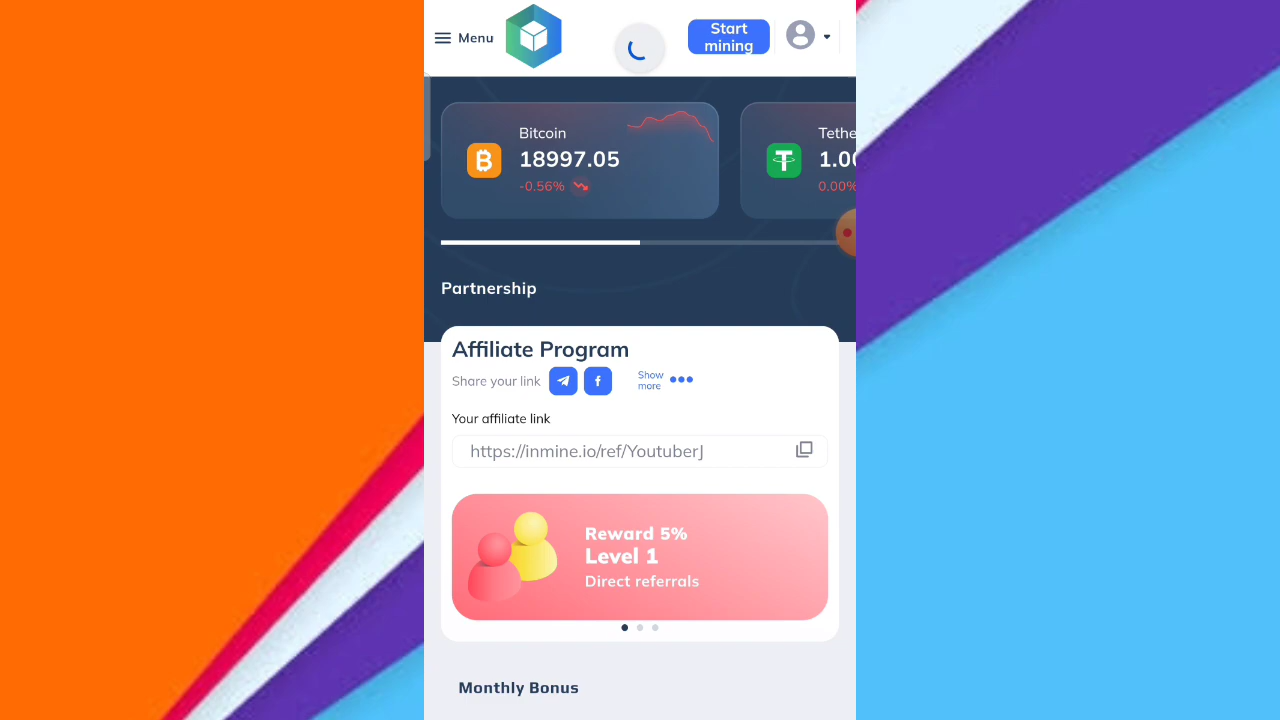 Menu
Start
mining
Bitcoin
18997.05
-0.56%
Tethe
1.00
0.00%
Partnership
Affiliate Program
Share your link
Show
more
Your affiliate link
https://inmine.io/ref/YoutuberJ
Reward 5%
Level 1
Direct referrals
Monthly Bonus